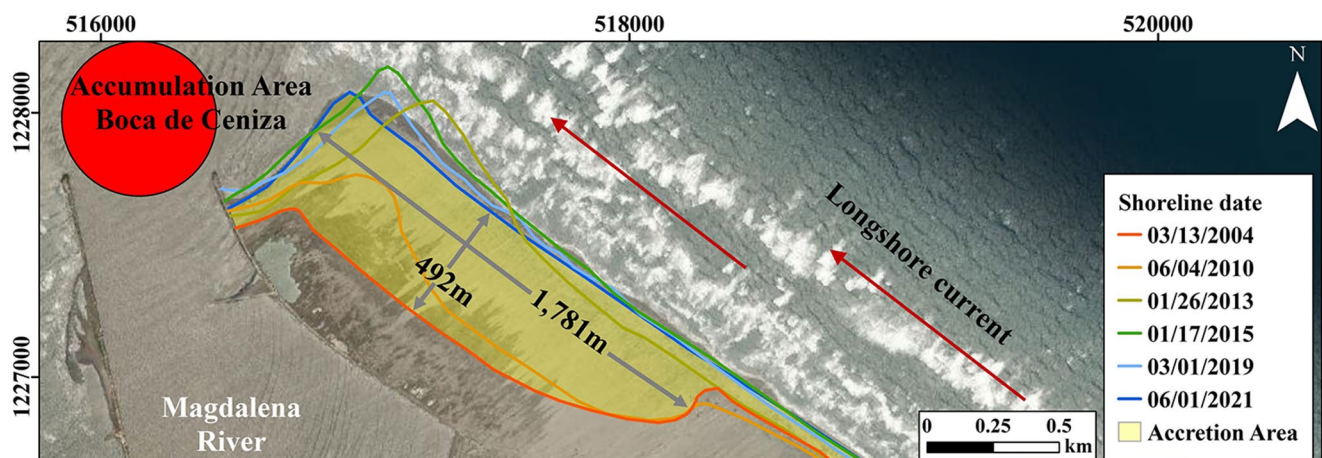 516000
518000
520000
1228000
1227000
Accumulation Area
Boca de Ceniza
492m
1,781m
Longshore current
Magdalena
River
N
Shoreline date
03/13/2004
06/04/2010
01/26/2013
01/17/2015
03/01/2019
06/01/2021
Accretion Area
0 0.25 0.5
km